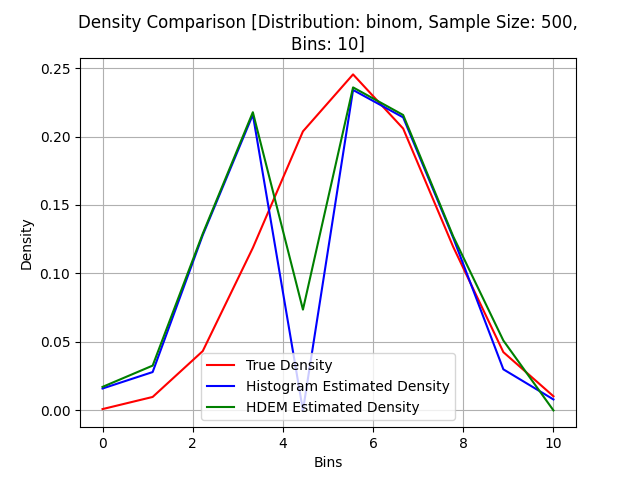 Density Comparison [Distribution: binom, Sample Size: 500,
Bins: 10]
0.25
0.20
0.15
0.10
0.05
0.00
Density
True Density
Histogram Estimated Density
HDEM Estimated Density
0 2 4 6 8 10
Bins